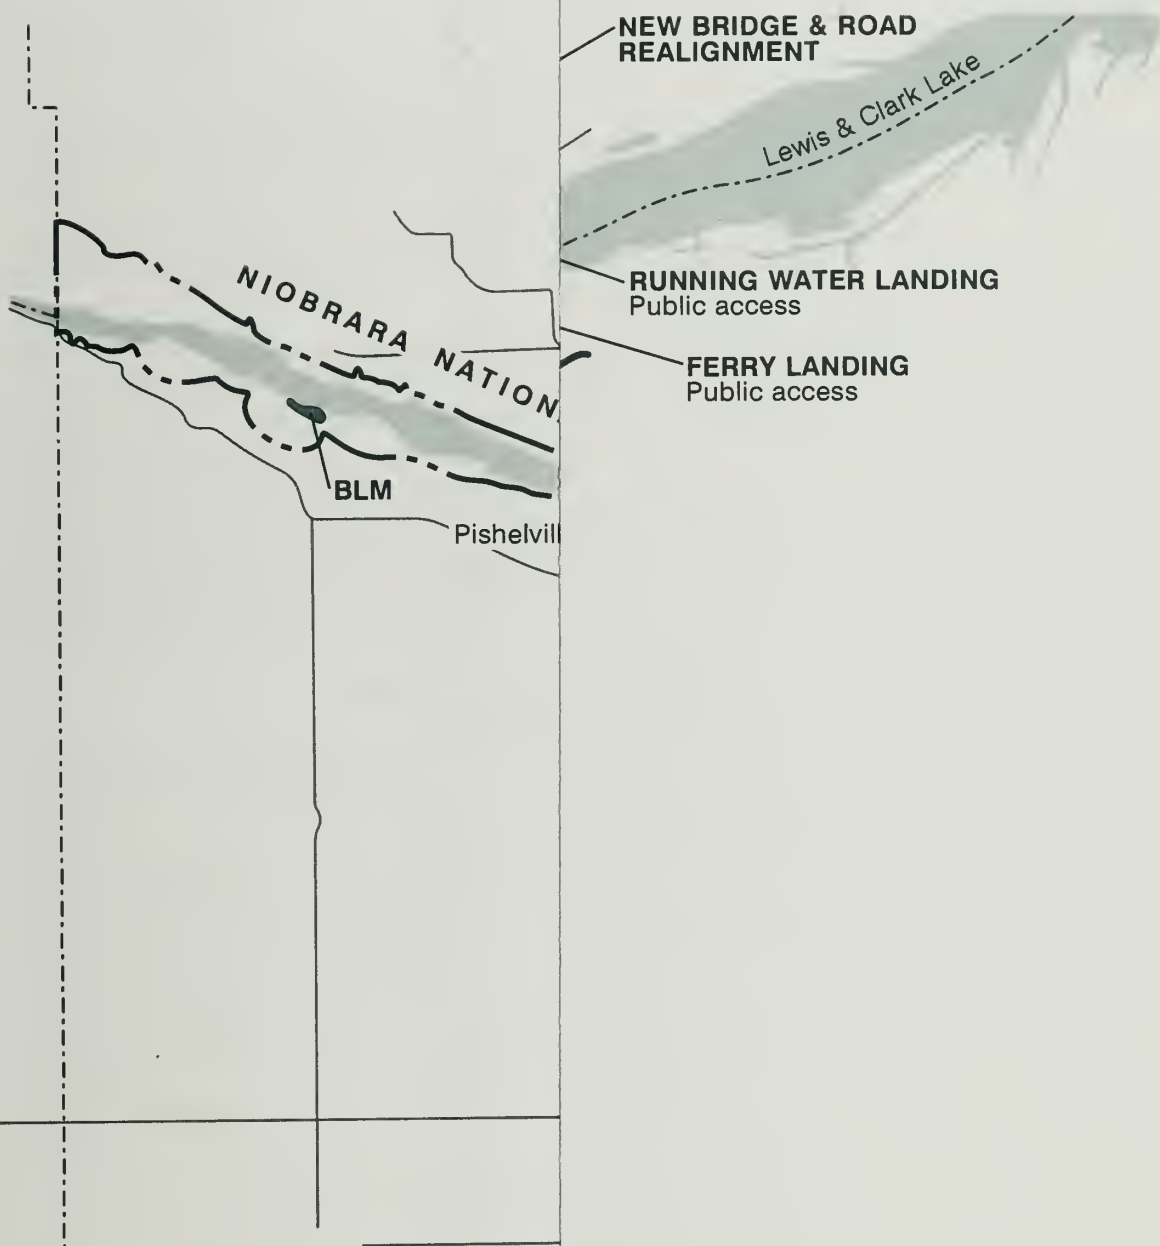 NEW BRIDGE & ROAD
REALIGNMENT
Lewis & Clark Lake
NIOBRARA NATION
RUNNING WATER LANDING
Public access
FERRY LANDING
Public access
BLM
Pishelvill